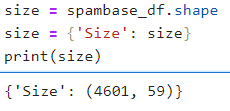 size = spambase_df.shape
size = {'Size': size}
print(size)
{'Size': (4601, 59)}